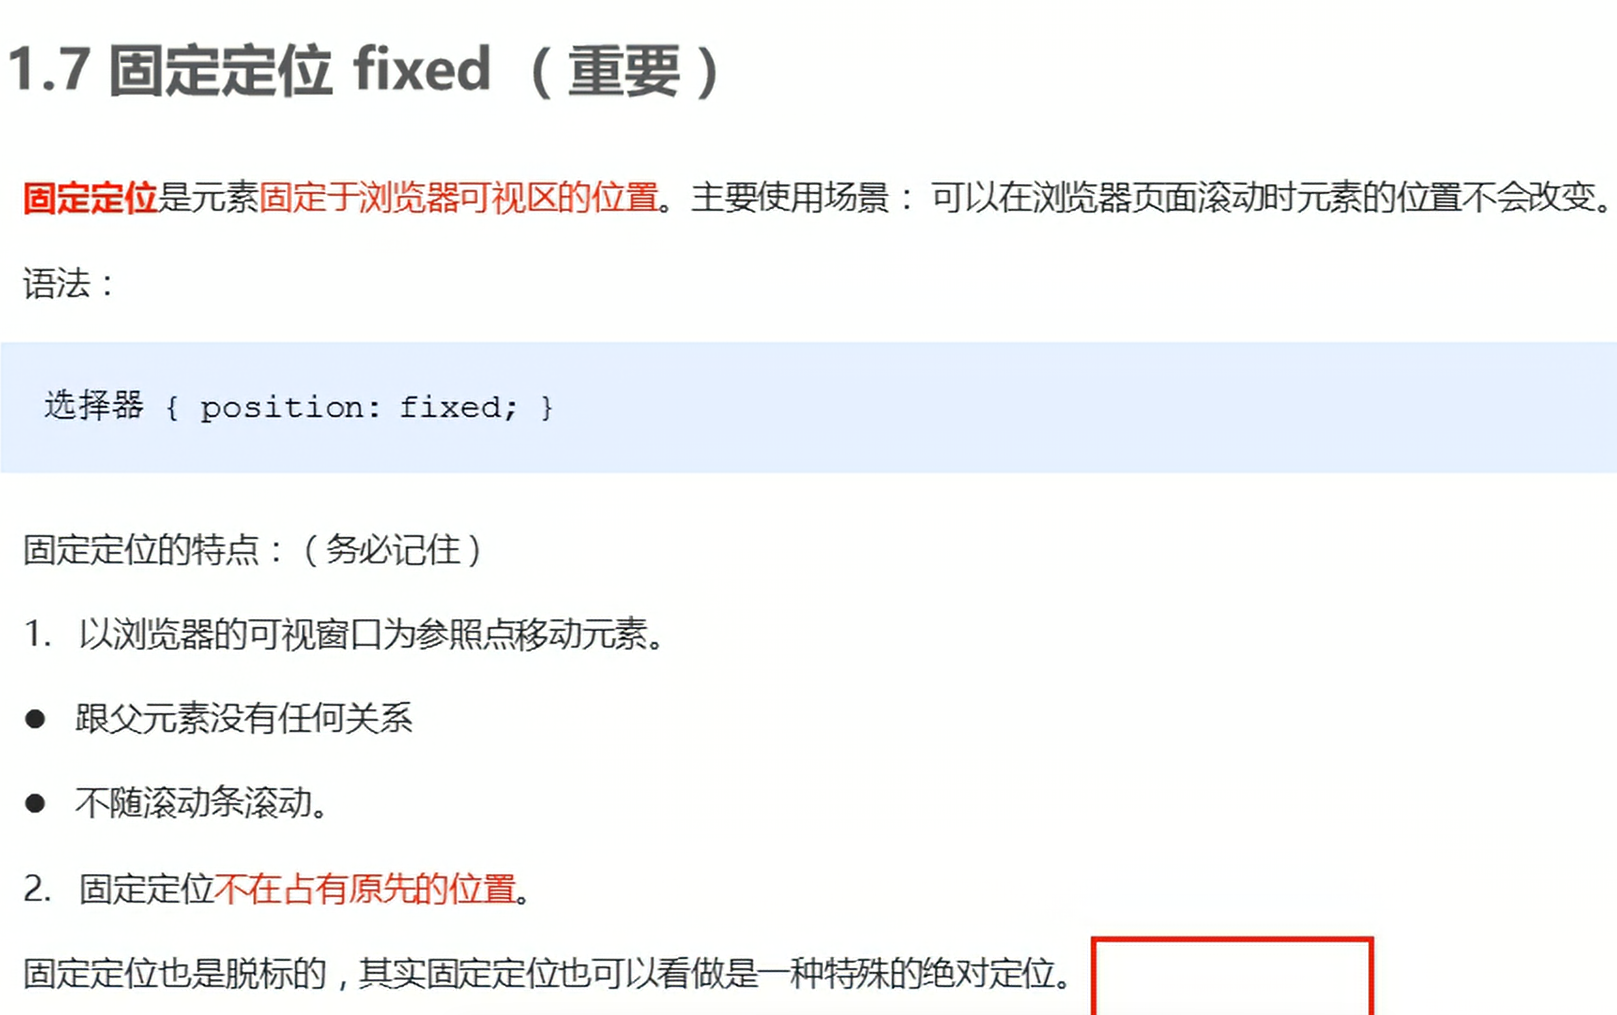 1.7 固定定位 fixed （重要）
固定定位是元素固定于浏览器可视区的位置。主要使用场景： 可以在浏览器页面滚动时元素的位置不会改变。
语法：
选择器 { position: fixed; }
固定定位的特点：（务必记住）
1. 以浏览器的可视窗口为参照点移动元素。
● 跟父元素没有任何关系
● 不随滚动条滚动。
2. 固定定位不在占有原先的位置。
固定定位也是脱标的，其实固定定位也可以看做是一种特殊的绝对定位。